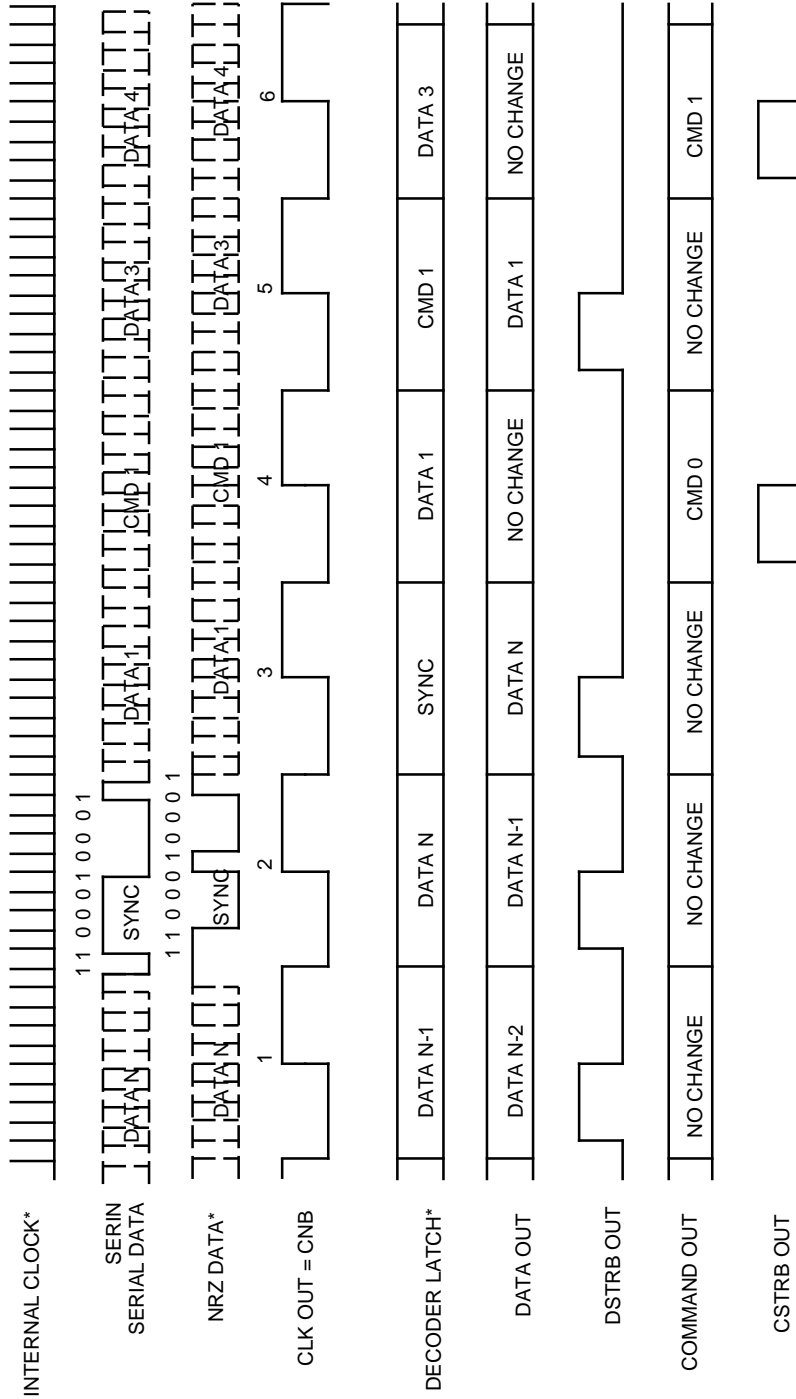 INTERNAL CLOCK*
1 1 0 0 0 1 0 0 0 1
SERIN
SERIAL DATA
DATA N
SYNC
DATA 1
CMD 1
DATA 3
DATA 4
1 1 0 0 0 1 0 0 0 1
NRZ DATA*
DATA N
SYNC
DATA 1
CMD 1
DATA 3
DATA 4
1
2
3
4
5
6
CLK OUT = CNB
DECODER LATCH*
DATA N-1
DATA N
SYNC
DATA 1
CMD 1
DATA 3
DATA OUT
DATA N-2
DATA N-1
DATA N
NO CHANGE
DATA 1
NO CHANGE
DSTRB OUT
COMMAND OUT
NO CHANGE
NO CHANGE
NO CHANGE
CMD 0
NO CHANGE
CMD 1
CSTRB OUT